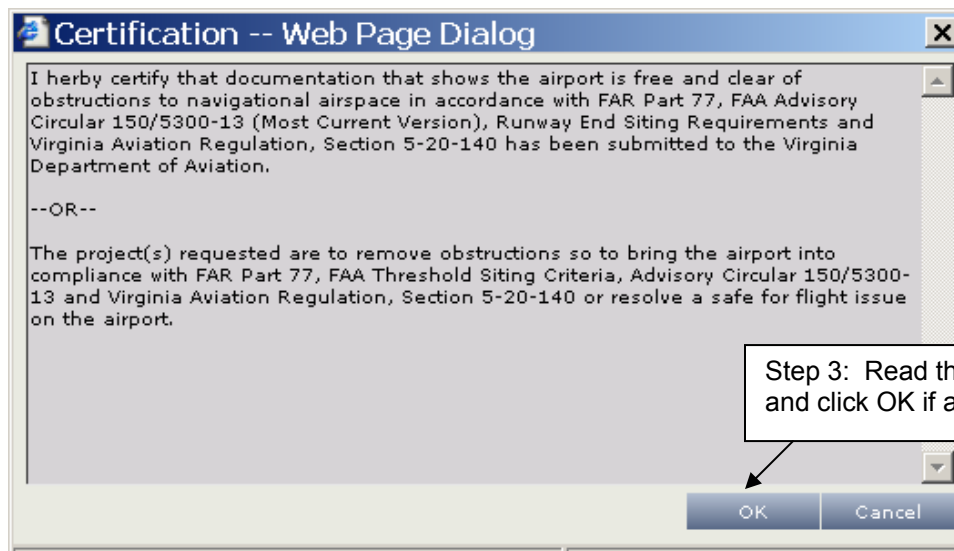 Certification -- Web Page Dialog
I herby certify that documentation that shows the airport is free and clear of
obstructions to navigational airspace in accordance with FAR Part 77, FAA Advisory
Circular 150/5300-13 (Most Current Version), Runway End Siting Requirements and
Virginia Aviation Regulation, Section 5-20-140 has been submitted to the Virginia
Department of Aviation.
--OR--
The project(s) requested are to remove obstructions so to bring the airport into
compliance with FAR Part 77, FAA Threshold Siting Criteria, Advisory Circular 150/5300-
13 and Virginia Aviation Regulation, Section 5-20-140 or resolve a safe for flight issue
on the airport.
Step 3: Read
and click OK if
OK Cancel